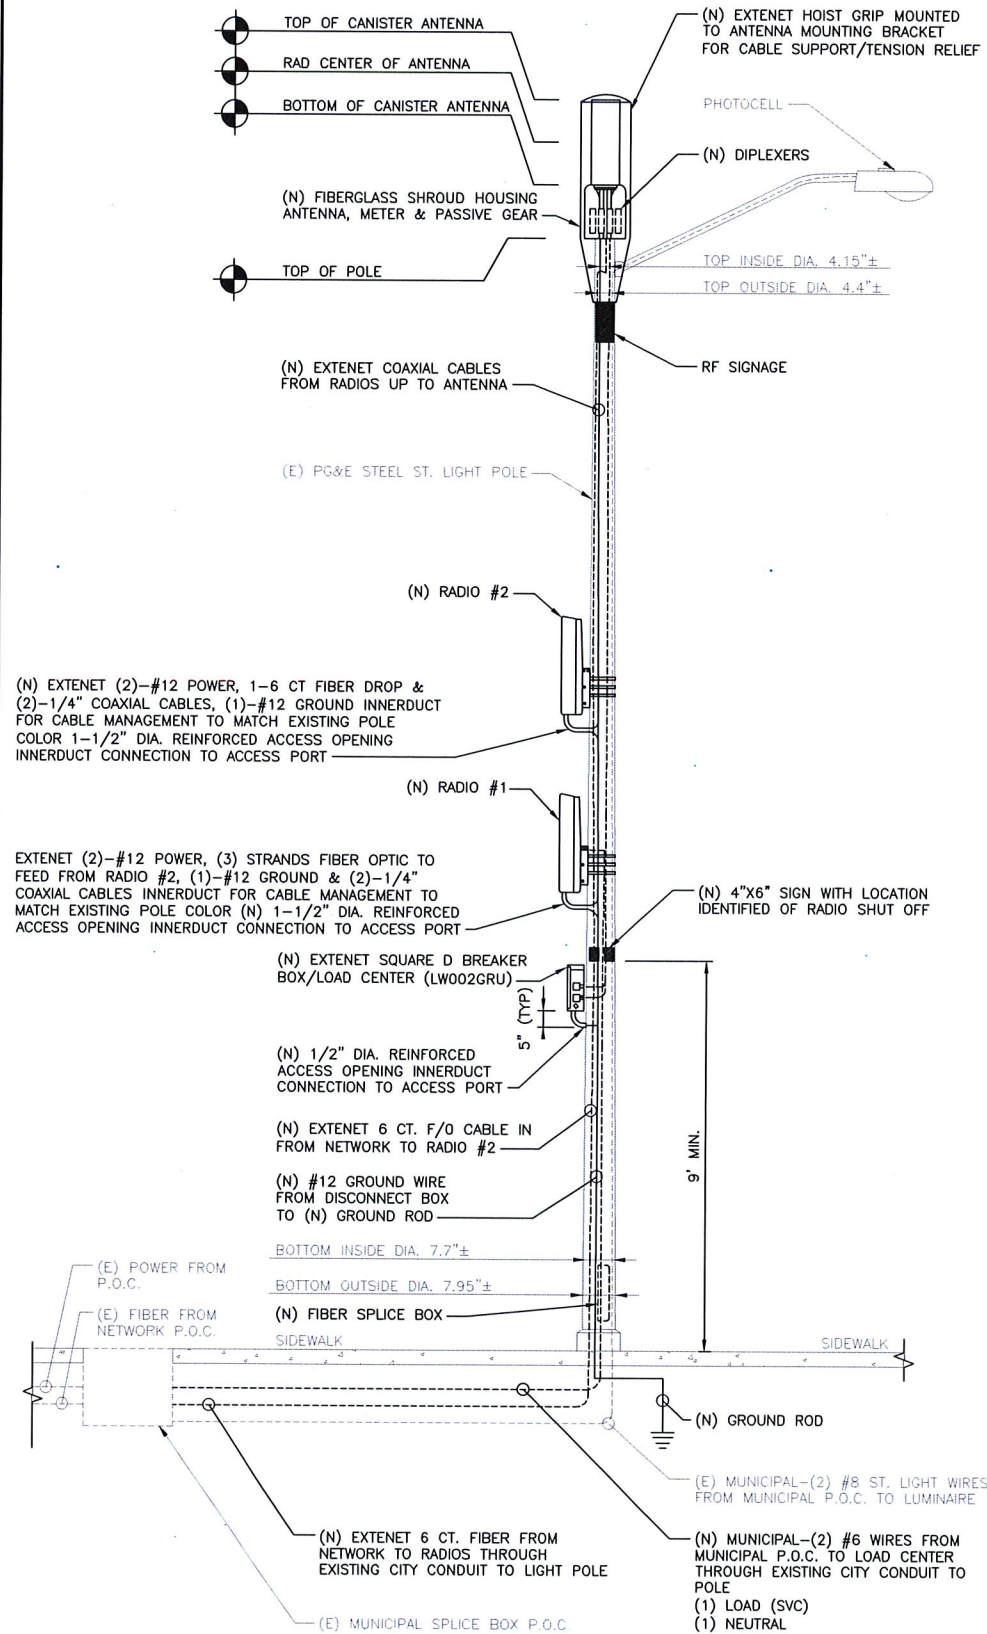 TOP OF CANISTER ANTENNA
RAD CENTER OF ANTENNA
BOTTOM OF CANISTER ANTENNA
(N) EXTENET HOIST GRIP MOUNTED
TO ANTENNA MOUNTING BRACKET
FOR CABLE SUPPORT/TENSION RELIEF
PHOTOCELL
(N) DIPLEXERS
(N) FIBERGLASS SHROUD HOUSING
ANTENNA, METER & PASSIVE GEAR
TOP OF POLE
TOP INSIDE DIA. 4.15"±
TOP OUTSIDE DIA. 4.4"±
RF SIGNAGE
(N) EXTENET COAXIAL CABLES
FROM RADIOS UP TO ANTENNA
(E) PG&E STEEL ST. LIGHT POLE
(N) RADIO #2
(N) EXTENET (2)-#12 POWER, 1-6 CT FIBER DROP &
(2)-1/4" COAXIAL CABLES, (1)-#12 GROUND INNERDUCT
FOR CABLE MANAGEMENT TO MATCH EXISTING POLE
COLOR 1-1/2" DIA. REINFORCED ACCESS OPENING
INNERDUCT CONNECTION TO ACCESS PORT
(N) RADIO #1
EXTENET (2)-#12 POWER, (3) STRANDS FIBER OPTIC TO
FEED FROM RADIO #2, (1)-#12 GROUND & (2)-1/4"
COAXIAL CABLES INNERDUCT FOR CABLE MANAGEMENT TO
MATCH EXISTING POLE COLOR (N) 1-1/2" DIA. REINFORCED
ACCESS OPENING INNERDUCT CONNECTION TO ACCESS PORT
(N) 4"X6" SIGN WITH LOCATION
IDENTIFIED OF RADIO SHUT OFF
(N) EXTENET SQUARE D BREAKER
BOX/LOAD CENTER (LW002GRU)
5" (TYP)
(N) 1/2" DIA. REINFORCED
ACCESS OPENING INNERDUCT
CONNECTION TO ACCESS PORT
(N) EXTENET 6 CT. F/O CABLE IN
FROM NETWORK TO RADIO #2
9' MIN.
(N) #12 GROUND WIRE
FROM DISCONNECT BOX
TO (N) GROUND ROD
BOTTOM INSIDE DIA. 7.7"±
(E) POWER FROM
P.O.C.
BOTTOM OUTSIDE DIA. 7.95"±
(E) FIBER FROM
NETWORK P.O.C.
(N) FIBER SPLICE BOX
SIDEWALK
SIDEWALK
(N) GROUND ROD
(E) MUNICIPAL-(2) #8 ST. LIGHT WIRES
FROM MUNICIPAL P.O.C. TO LUMINAIRE
(N) EXTENET 6 CT. FIBER FROM
NETWORK TO RADIOS THROUGH
EXISTING CITY CONDUIT TO LIGHT POLE
(N) MUNICIPAL-(2) #6 WIRES FROM
MUNICIPAL P.O.C. TO LOAD CENTER
THROUGH EXISTING CITY CONDUIT TO
POLE
(1) LOAD (SVC)
(1) NEUTRAL
(E) MUNICIPAL SPLICE BOX P.O.C.